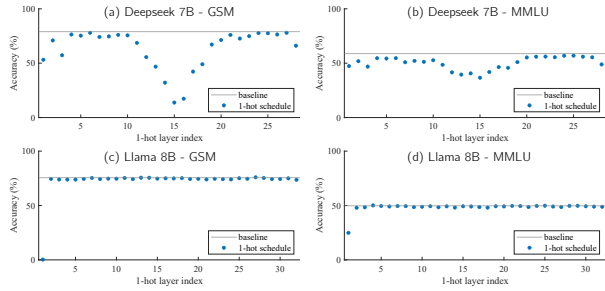 (a) Deepseek 7B - GSM
100
50
0
Accuracy (%)
5 10 15 20 25
1-hot layer index
baseline
1-hot schedule
(b) Deepseek 7B - MMLU
100
50
0
Accuracy (%)
5 10 15 20 25
1-hot layer index
baseline
1-hot schedule
(c) Llama 8B - GSM
100
50
0
Accuracy (%)
5 10 15 20 25 30
1-hot layer index
baseline
1-hot schedule
(d) Llama 8B - MMLU
100
50
0
Accuracy (%)
5 10 15 20 25 30
1-hot layer index
baseline
1-hot schedule